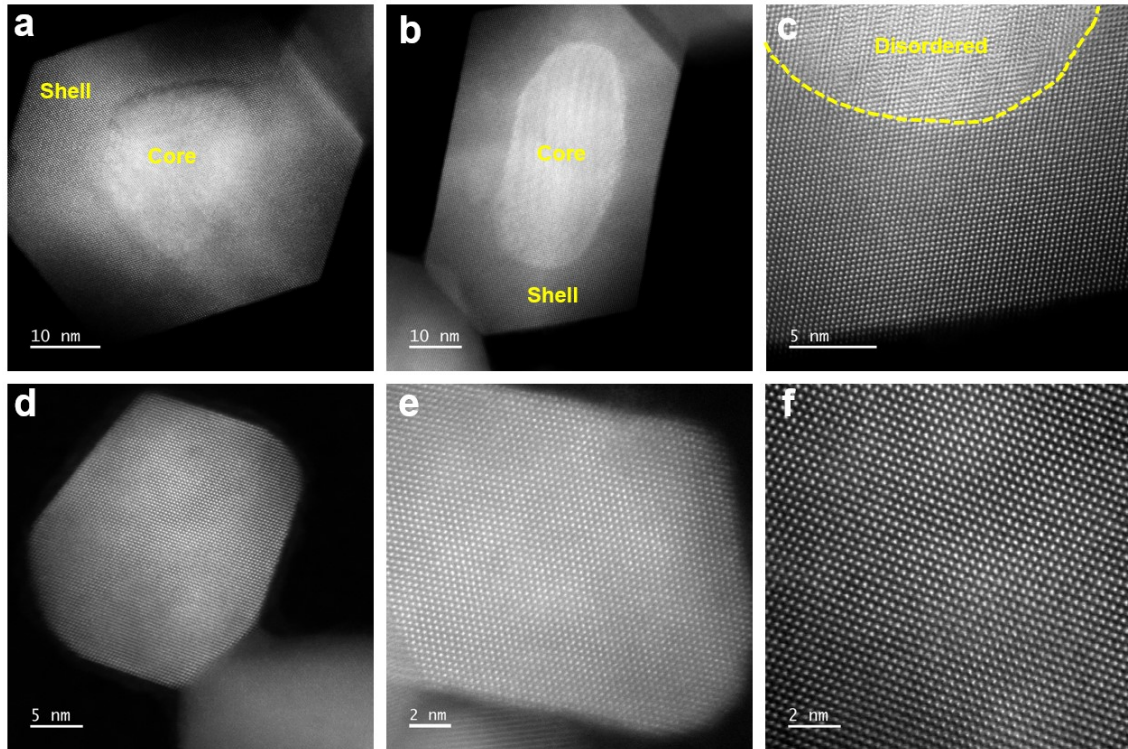 a
Shell
Core
10 nm
b
Core
Shell
10 nm
c
Disordered
5 nm
d
5 nm
e
2 nm
f
2 nm